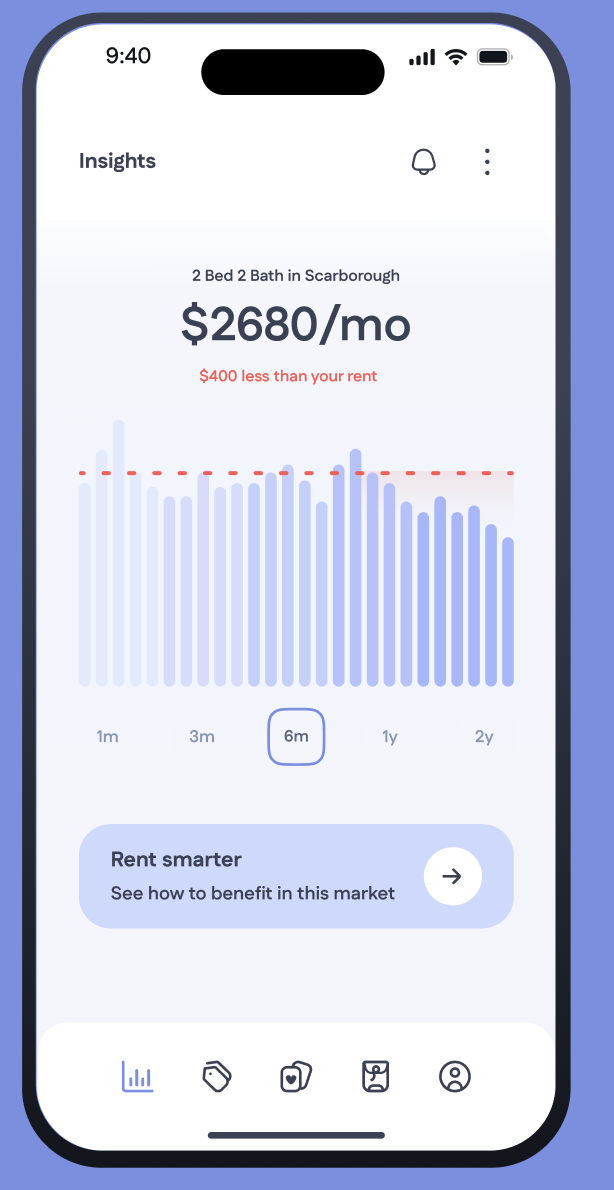 9:40
Insights
2 Bed 2 Bath in Scarborough
$2680/mo
$400 less than your rent
1m 3m 6m 1y 2y
Rent smarter
See how to benefit in this market